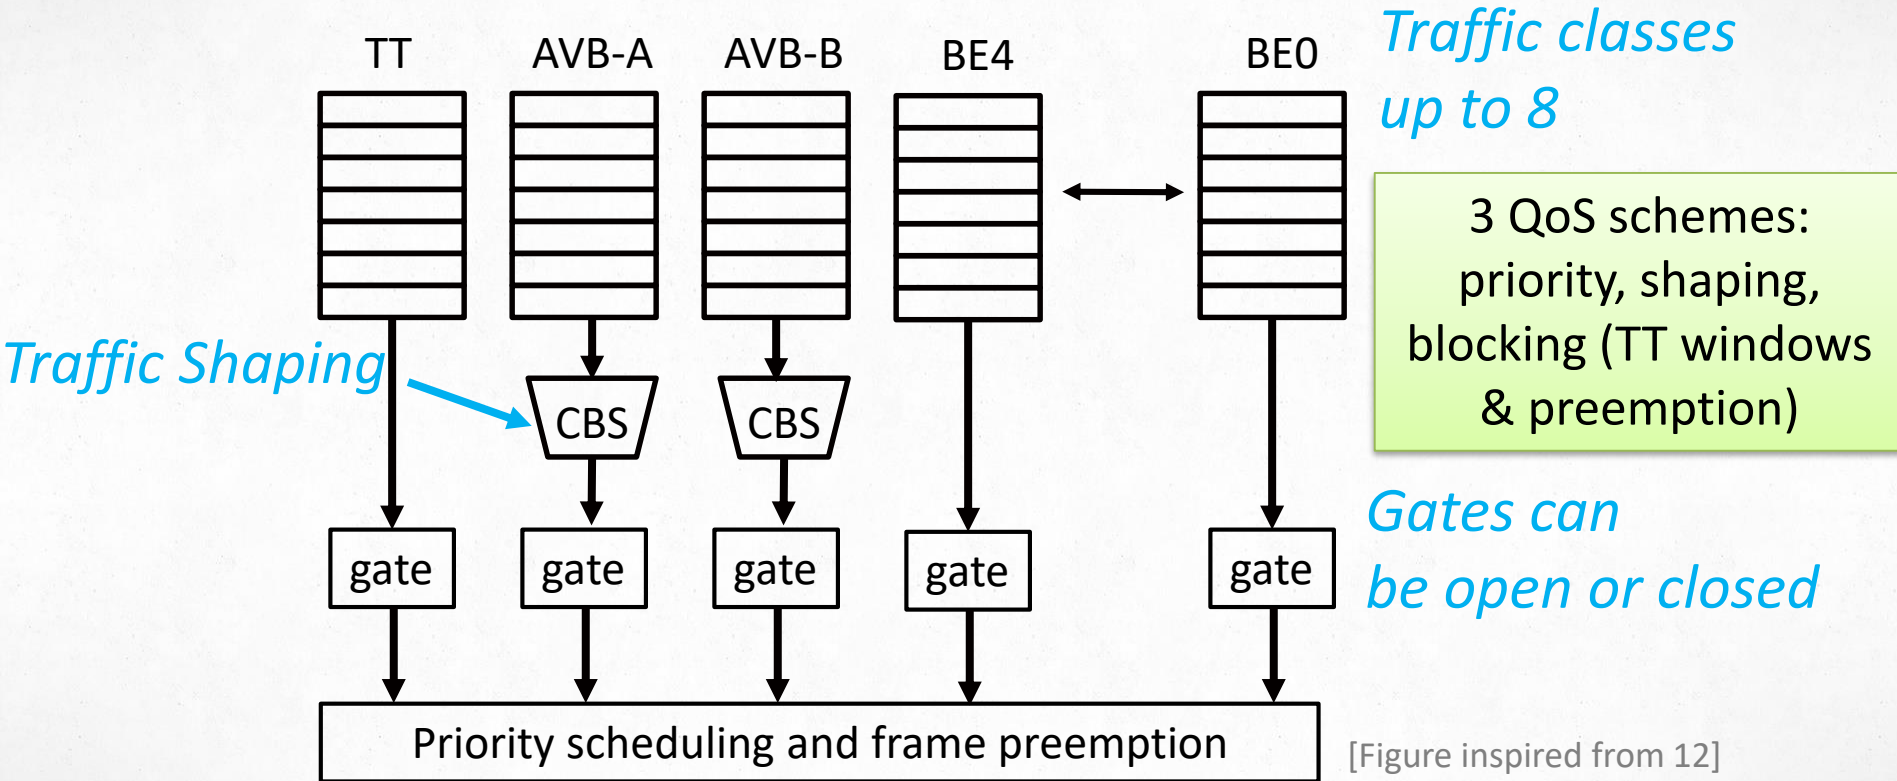 TT
AVB-A
AVB-B
BE4
BE0
Traffic classes
up to 8
3 QoS schemes:
priority, shaping,
blocking (TT windows
& preemption)
Traffic Shaping
CBS
CBS
Gates can
be open or closed
gate
gate
gate
gate
gate
Priority scheduling and frame preemption
[Figure inspired from 12]